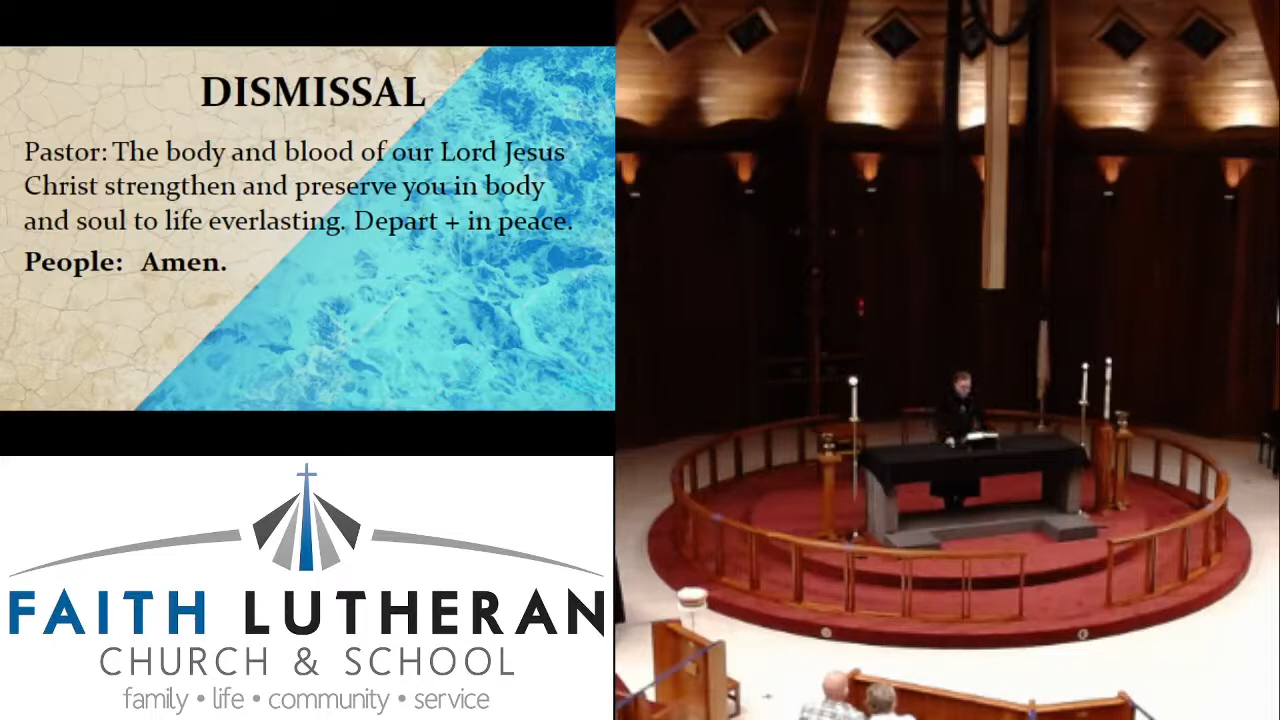 DISMISSAL
Pastor: The body and blood of our Lord Jesus
Christ strengthen and preserve you in body
and soul to life everlasting. Depart + in peace.
People: Amen.
FAITH LUTHERAN
CHURCH & SCHOOL
family • life • community • service